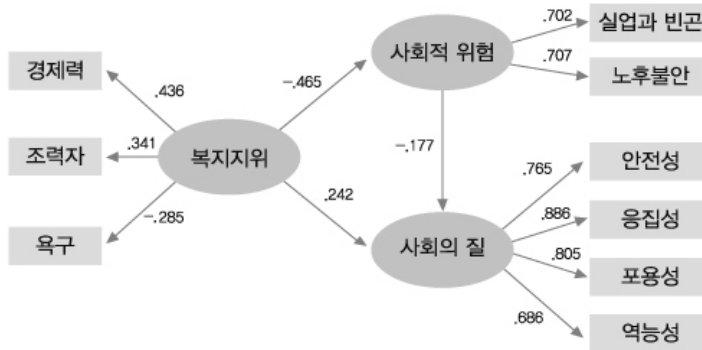 .702
실업과 빈곤
사회적 위험
.707
노후불안
경제력
.436
−.465
조력자
.341
복지지위
−.177
안전성
.765
욕구
−.285
.242
.886
응집성
사회의 질
.805
포용성
.686
역능성